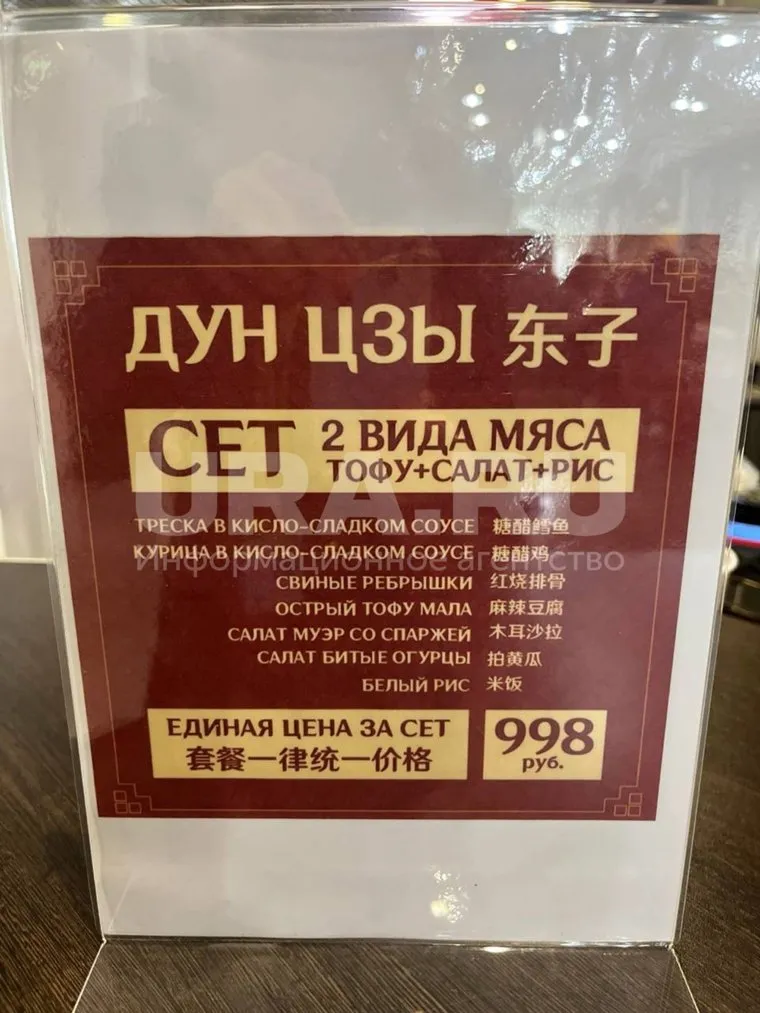 ДУН ЦЗЫ 东子
СЕТ 2 ВИДА МЯСА
ТОФУ+САЛАТ+РИС
URA.RU
ТРЕСКА В КИСЛО-СЛАДКОМ СОУСЕ 糖醋鳕鱼
КУРИЦА В КИСЛО-СЛАДКОМ СОУСЕ 糖醋鸡
Информационное агентство
СВИНЫЕ РЕБРЫШКИ 红烧排骨
ОСТРЫЙ ТОФУ МАЛА 麻辣豆腐
САЛАТ МУЭР СО СПАРЖЕЙ 木耳沙拉
САЛАТ БИТЫЕ ОГУРЦЫ 拍黄瓜
БЕЛЫЙ РИС 米饭
ЕДИНАЯ ЦЕНА ЗА СЕТ
套餐一律统一价格
998
руб.